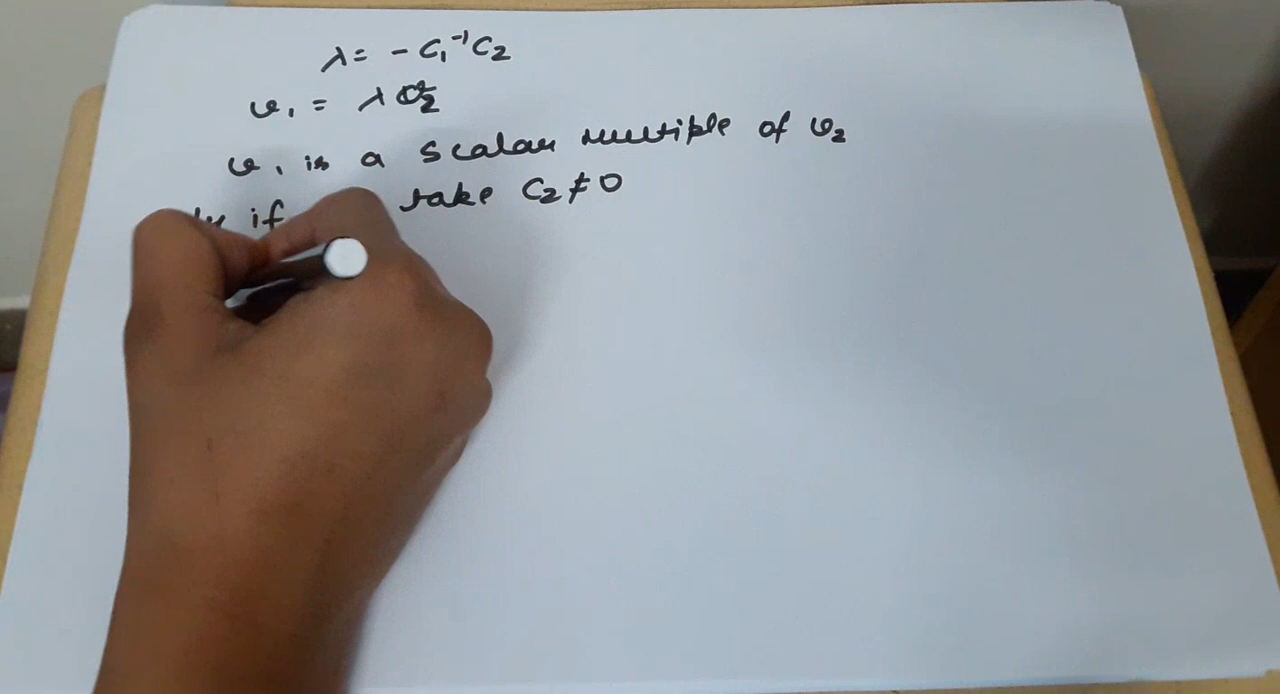 λ = - C₁⁻¹C₂
v₁ = λ v₂
v₁ is a scalar multiple of v₂
if take C₂ ≠ 0